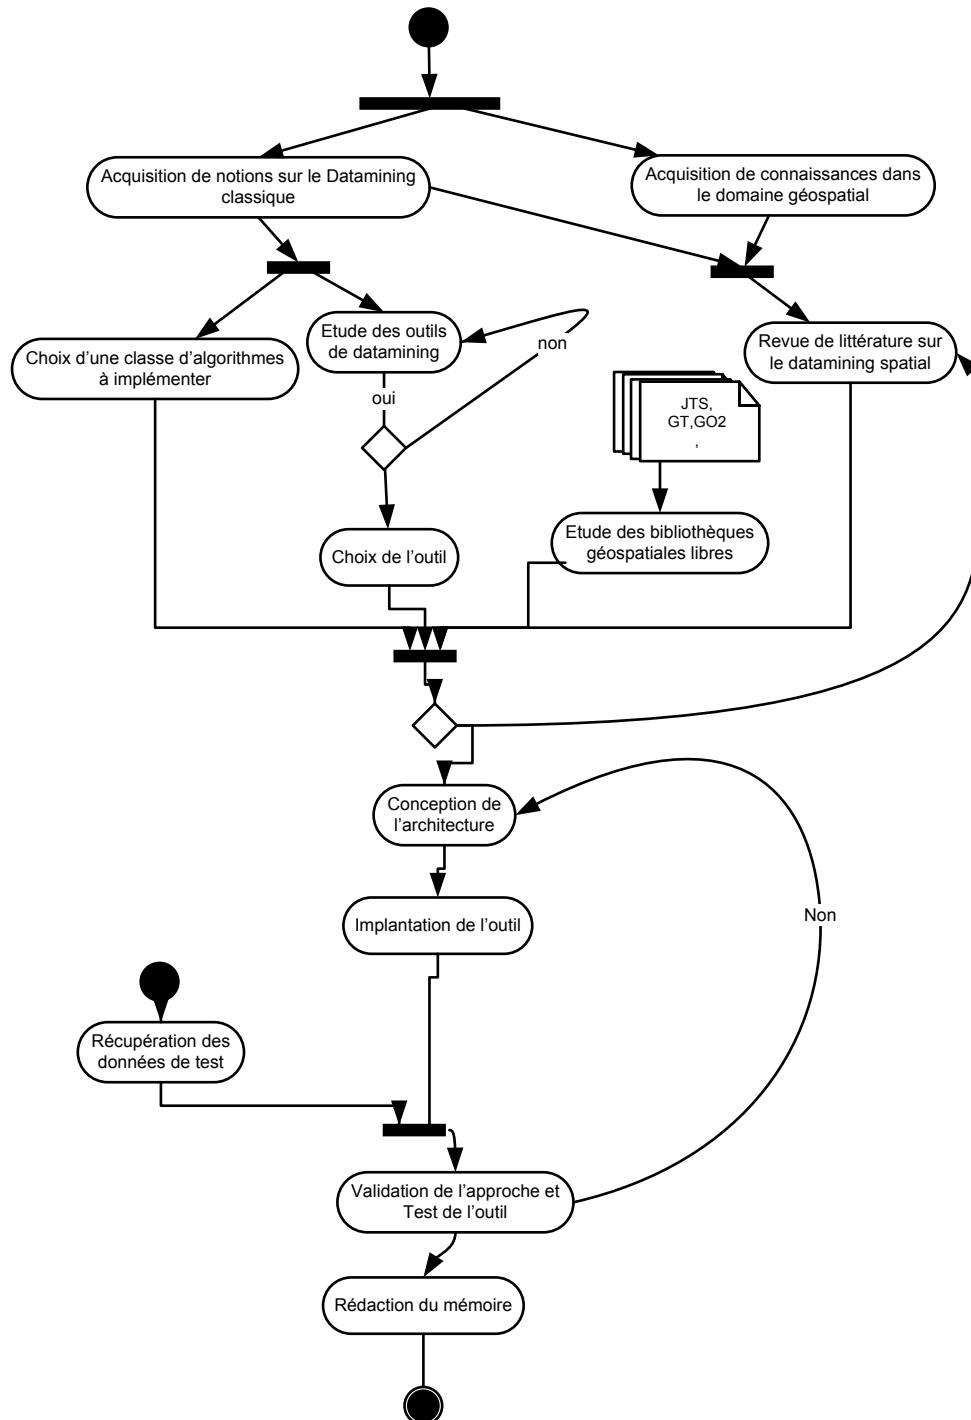 Acquisition de notions sur le Datamining
classique
Acquisition de connaissances dans
le domaine géospatial
Etude des outils
de datamining
non
Choix d’une classe d’algorithmes
à implémenter
Revue de littérature sur
le datamining spatial
oui
JTS,
GT,GO2
,
Etude des bibliothèques
géospatiales libres
Choix de l’outil
Conception de
l’architecture
Implantation de l’outil
Non
Récupération des
données de test
Validation de l’approche et
Test de l’outil
Rédaction du mémoire